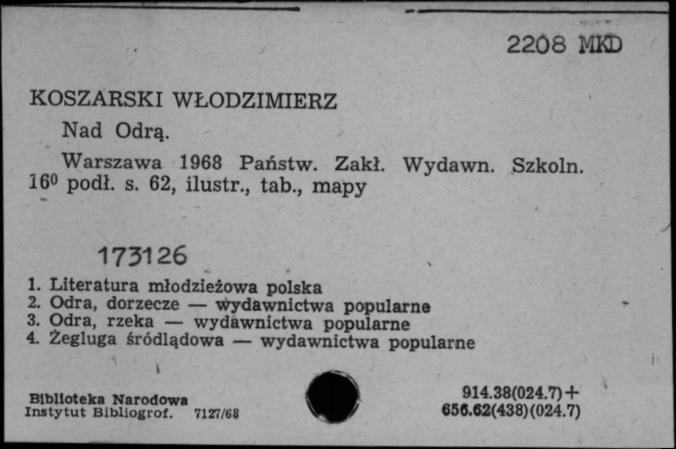 2208 MKD
KOSZARSKI WŁODZIMIERZ
Nad Odrą.
Warszawa 1968 Państw. Zakł. Wydawn. Szkoln.
16⁰ podł. s. 62, ilustr., tab., mapy
173126
1. Literatura młodzieżowa polska
2. Odra, dorzecze — wydawnictwa popularne
3. Odra, rzeka — wydawnictwa popularne
4. Żegluga śródlądowa — wydawnictwa popularne
Biblioteka Narodowa
Instytut Bibliogrof. 7127/68
914.38(024.7)+
656.62(438)(024.7)